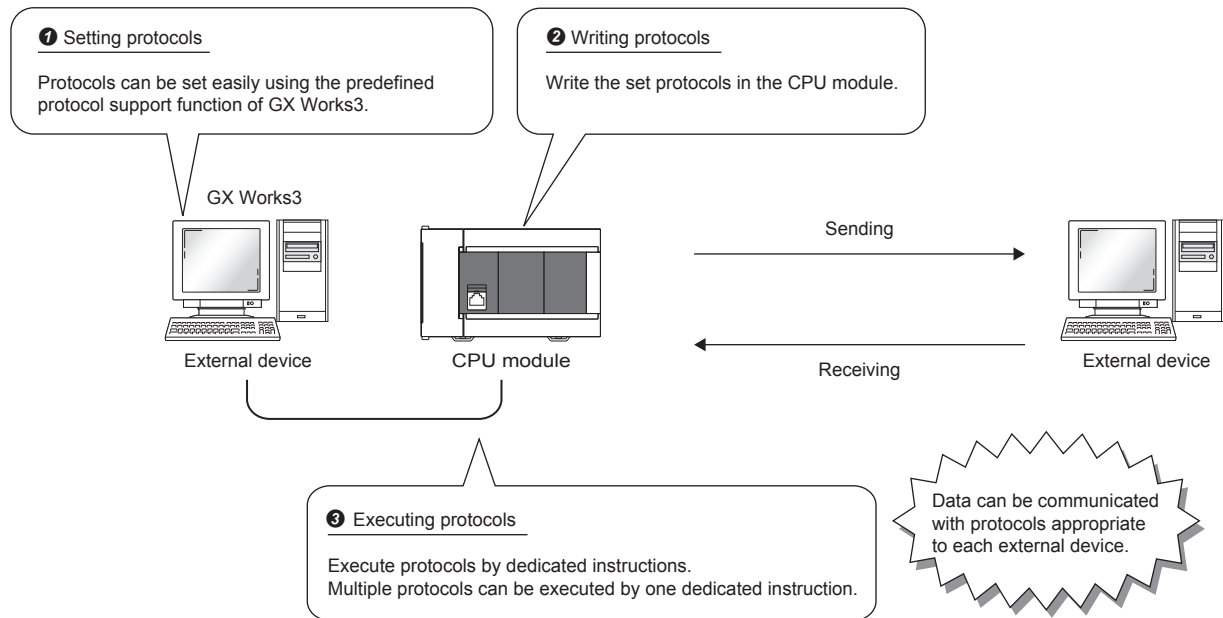 ❶ Setting protocols
Protocols can be set easily using the predefined
protocol support function of GX Works3.
❷ Writing protocols
Write the set protocols in the CPU module.
GX Works3
External device
CPU module
Sending
Receiving
External device
❸ Executing protocols
Execute protocols by dedicated instructions.
Multiple protocols can be executed by one dedicated instruction.
Data can be communicated
with protocols appropriate
to each external device.